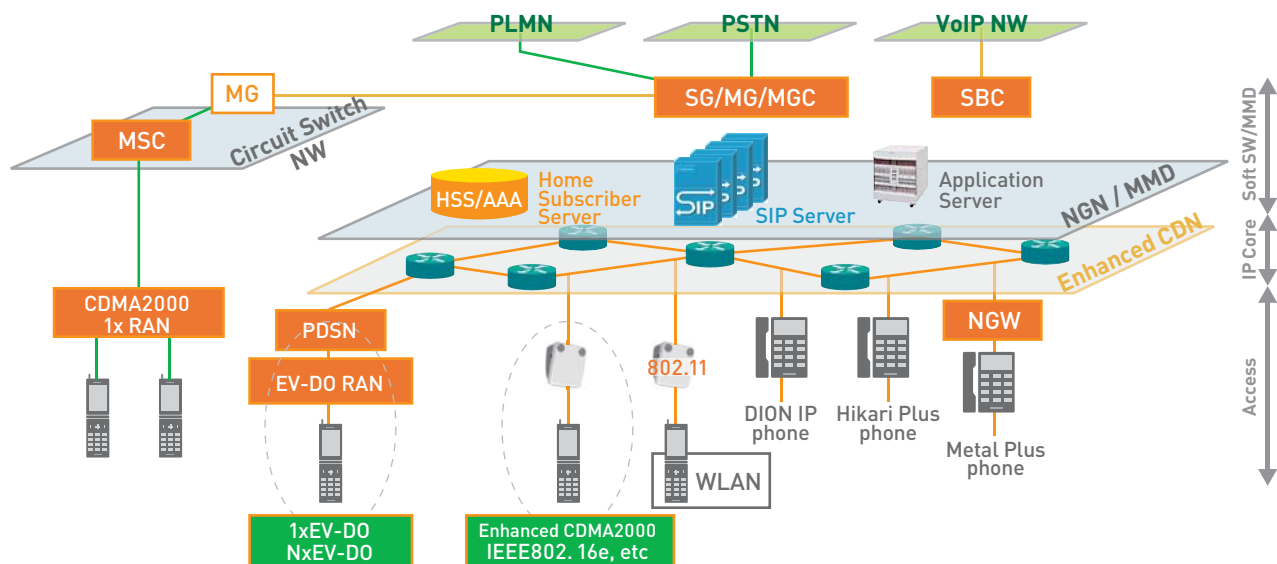 PLMN
PSTN
VoIP NW
MG
SG/MG/MGC
SBC
MSC
Circuit Switch
NW
HSS/AAA
Home
Subscriber
Server
SIP
SIP Server
Application
Server
NGN / MMD
Enhanced CDN
Soft SW/MMD
IP Core
Access
CDMA2000
1x RAN
PDSN
EV-DO RAN
802.11
NGW
DION IP
phone
Hikari Plus
phone
Metal Plus
phone
WLAN
1xEV-DO
NxEV-DO
Enhanced CDMA2000
IEEE802. 16e, etc